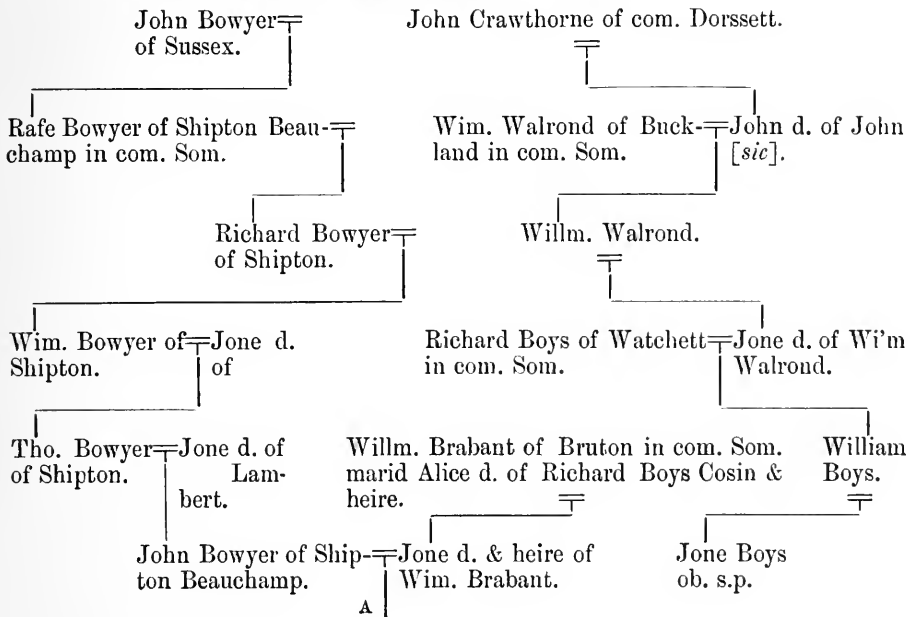 John Bowyer
of Sussex.
John Crawthorne of com. Dorssett.
Rafe Bowyer of Shipton Beau-
champ in com. Som.
Wim. Walrond of Buck-
land in com. Som.
John d. of John
[sic].
Richard Bowyer
of Shipton.
Willm. Walrond.
Wim. Bowyer of
Shipton.
Jone d.
of
Richard Boys of Watchett
in com. Som.
Jone d. of Wi'm
Walrond.
Tho. Bowyer
of Shipton.
Jone d. of
Lam-
bert.
Willm. Brabant of Bruton in com. Som.
marid Alice d. of Richard Boys Cosin &
heire.
William
Boys.
John Bowyer of Ship-
ton Beauchamp.
Jone d. & heire of
Wim. Brabant.
Jone Boys
ob. s.p.
A